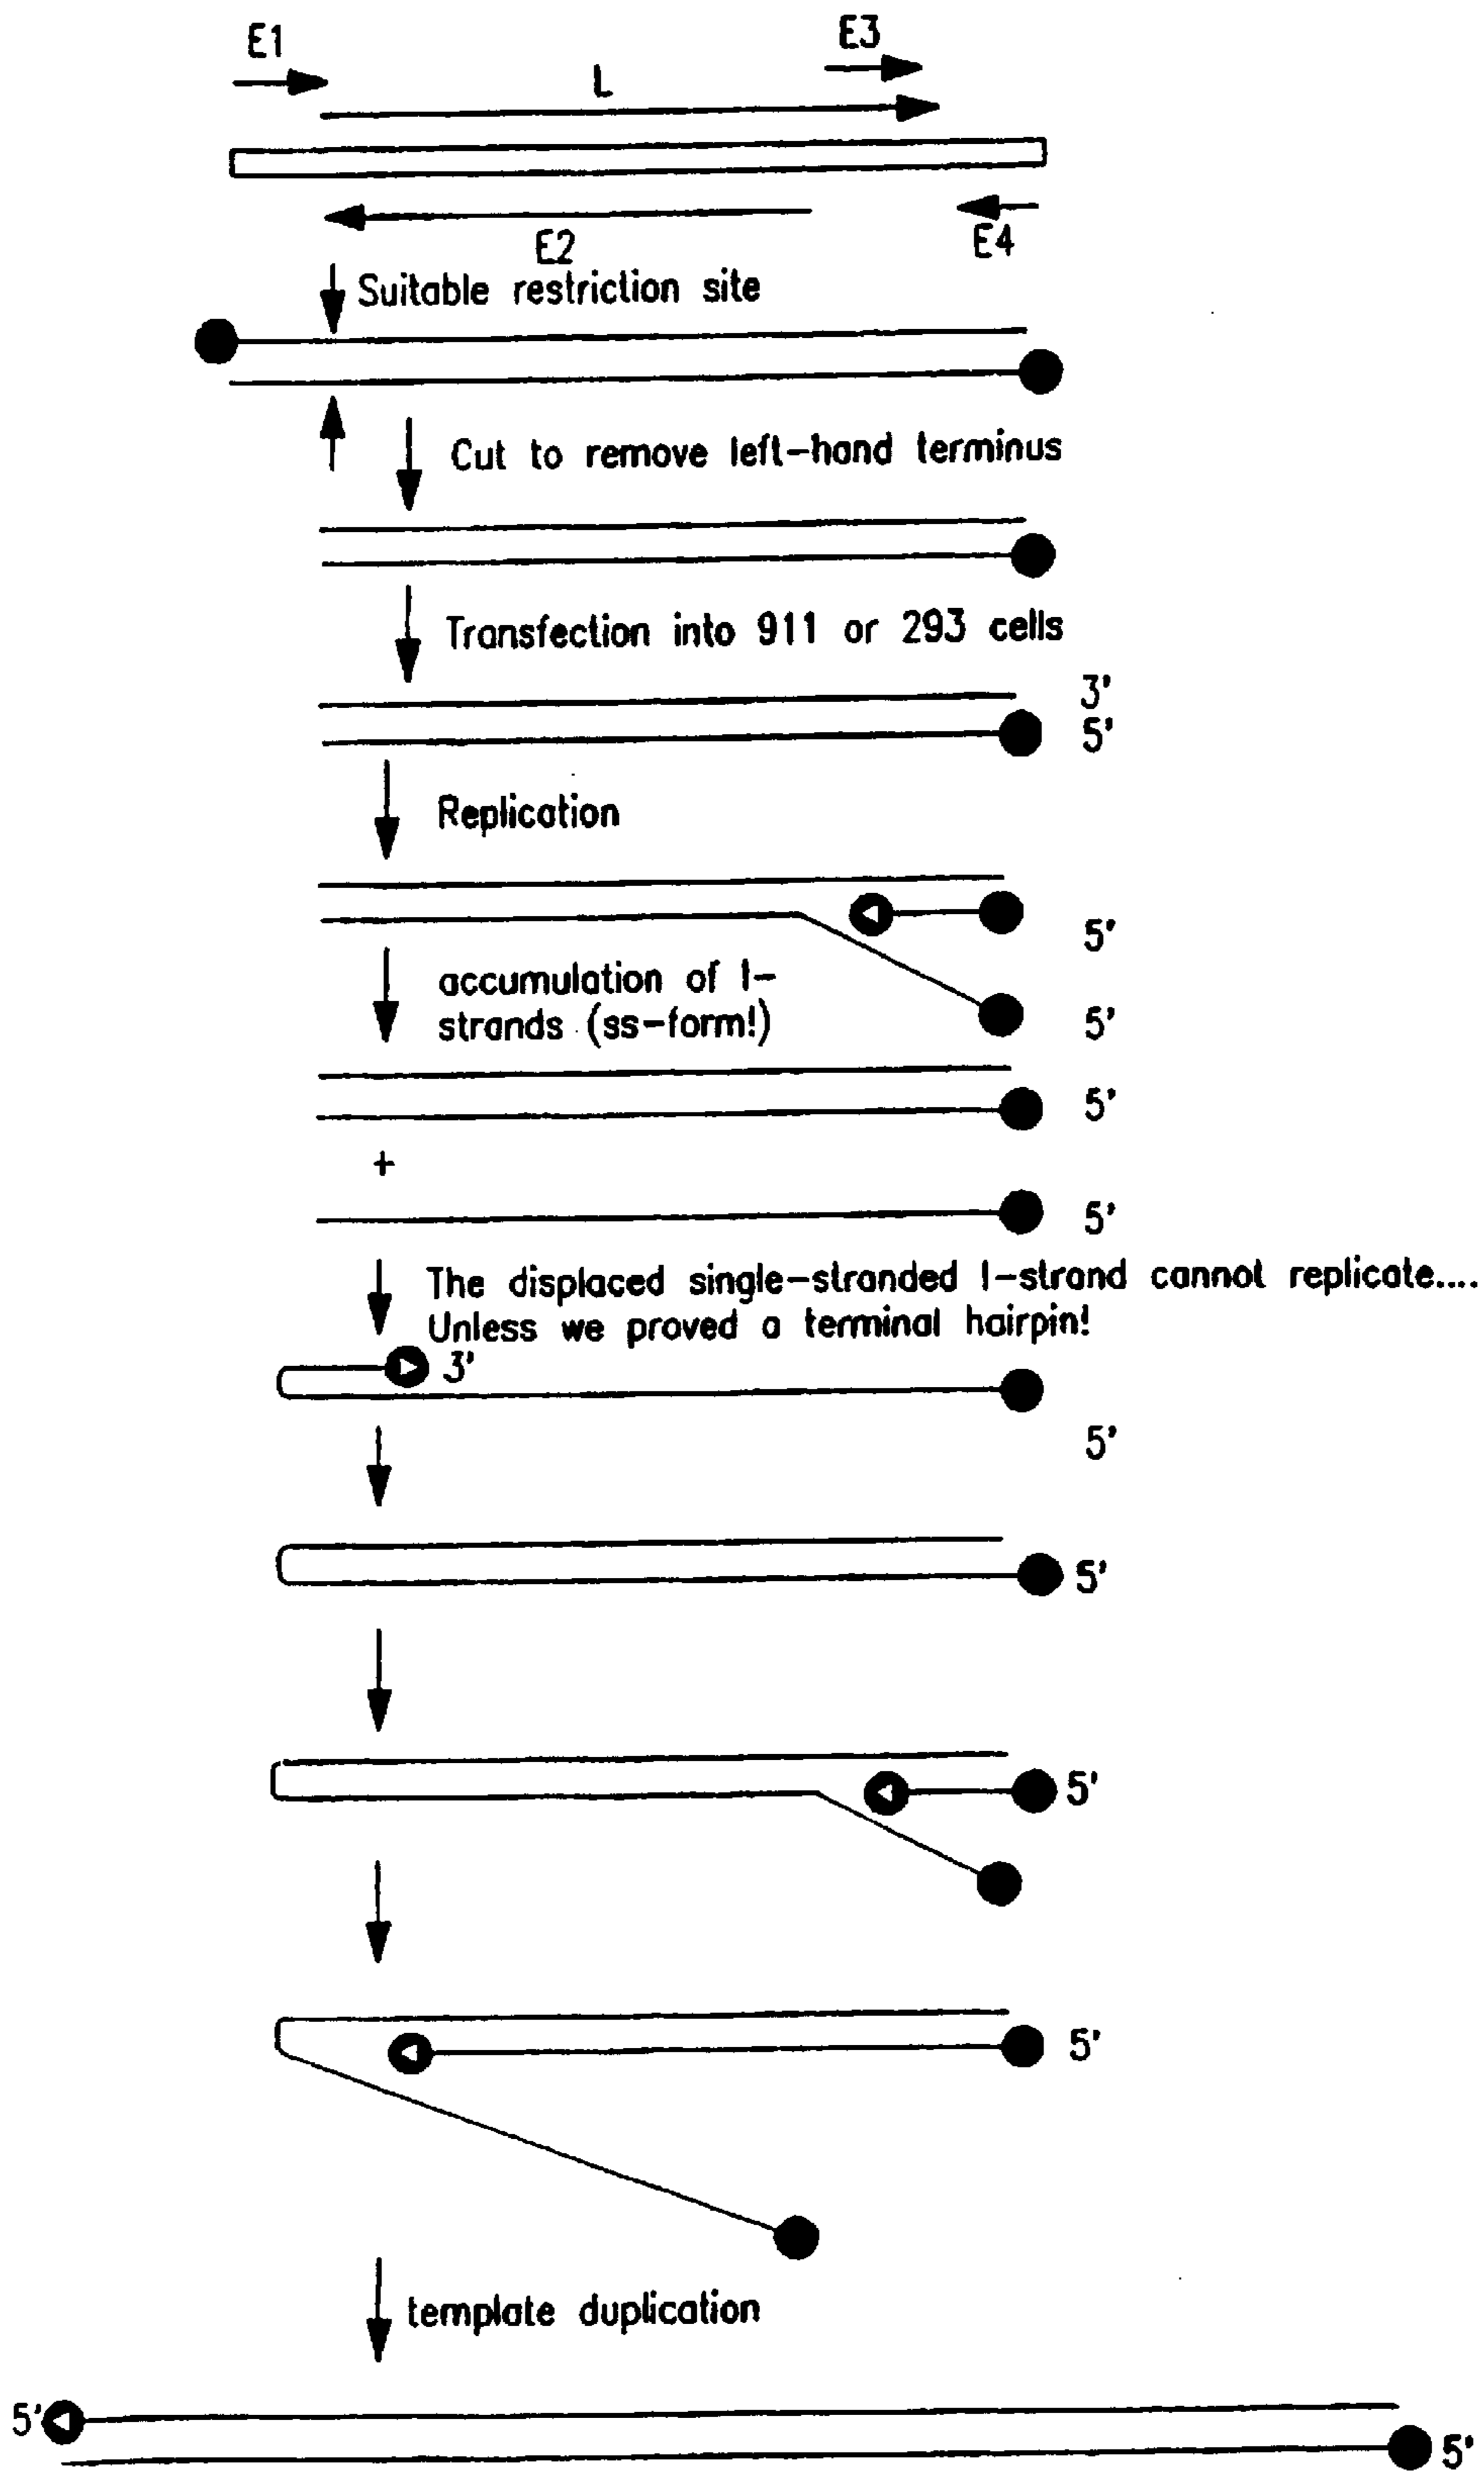 E1
E3
L
E2
E4
Suitable restriction site
Cut to remove left-hand terminus
Transfection into 911 or 293 cells
3'
5'
Replication
5'
accumulation of l-
strands (ss-form!)
5'
5'
+
5'
The displaced single-stranded l-strand cannot replicate....
Unless we proved a terminal hairpin!
3'
5'
5'
5'
5'
template duplication
5'
5'